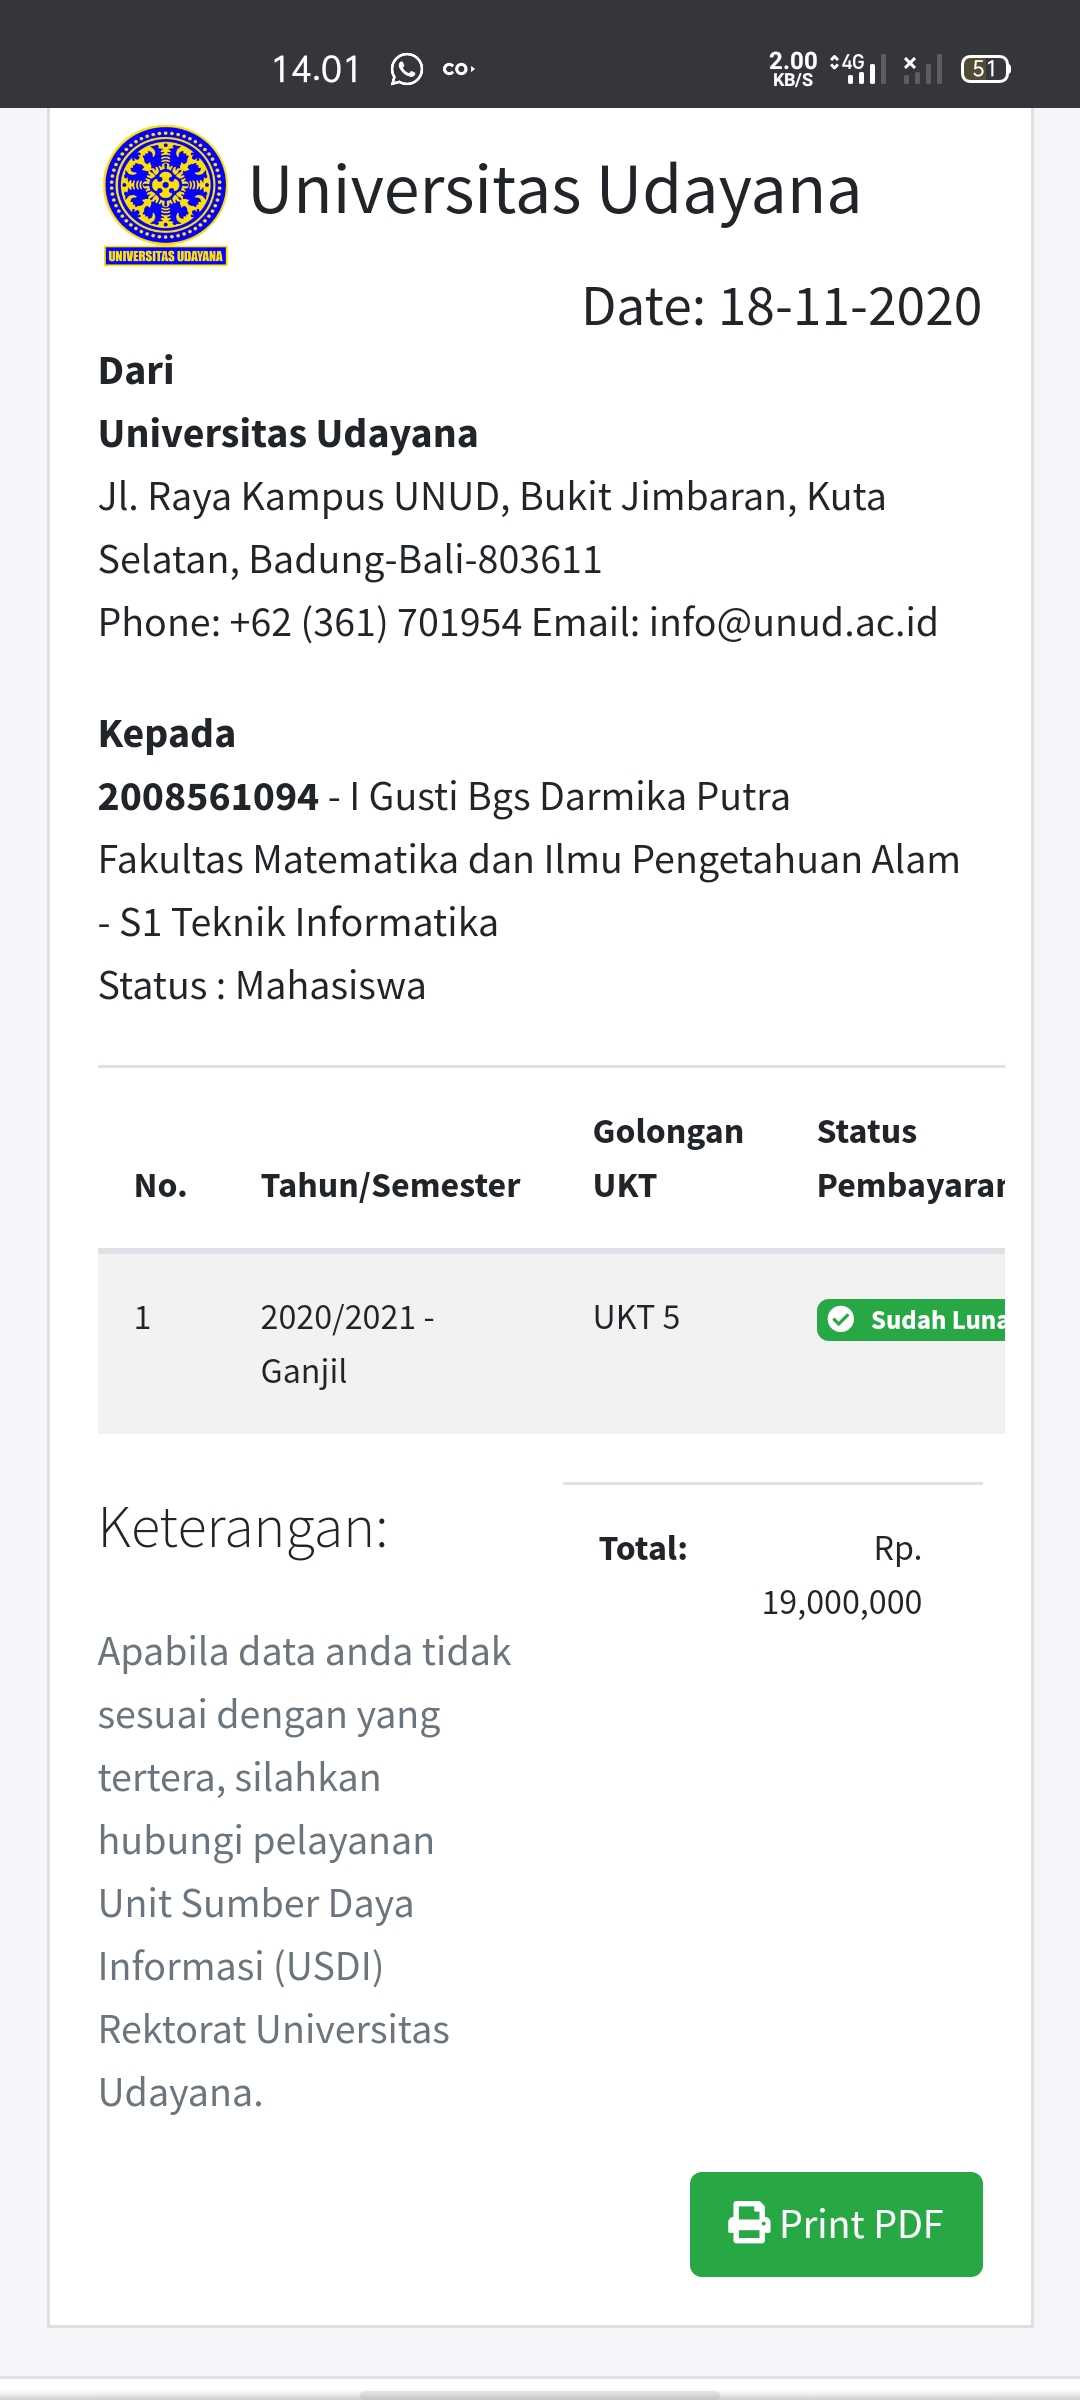 14.01
2.00
KB/S
4G
51
UNIVERSITAS UDAYANA
Universitas Udayana
Date: 18-11-2020
Dari
Universitas Udayana
Jl. Raya Kampus UNUD, Bukit Jimbaran, Kuta
Selatan, Badung-Bali-803611
Phone: +62 (361) 701954 Email: info@unud.ac.id
Kepada
2008561094 - I Gusti Bgs Darmika Putra
Fakultas Matematika dan Ilmu Pengetahuan Alam
- S1 Teknik Informatika
Status : Mahasiswa
No. Tahun/Semester Golongan UKT Status Pembayaran
1 2020/2021 - UKT 5 Sudah Luna
Ganjil
Keterangan:
Total: Rp.
19,000,000
Apabila data anda tidak
sesuai dengan yang
tertera, silahkan
hubungi pelayanan
Unit Sumber Daya
Informasi (USDI)
Rektorat Universitas
Udayana.
Print PDF